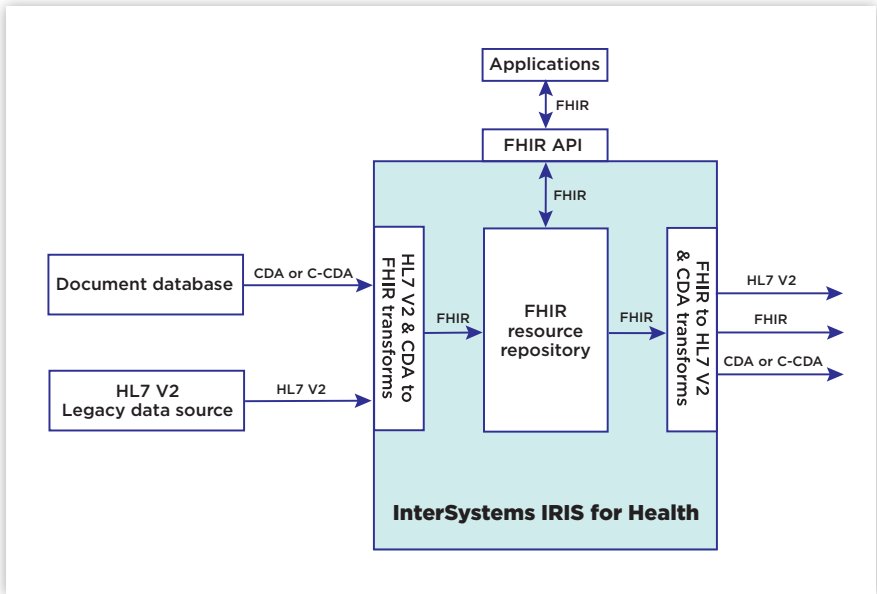 Applications
FHIR
FHIR API
FHIR
Document database
CDA or C-CDA
HL7 V2
Legacy data source
HL7 V2
HL7 V2 & CDA to
FHIR transforms
FHIR
FHIR
resource
repository
FHIR
FHIR to HL7 V2
& CDA transforms
HL7 V2
FHIR
CDA or C-CDA
InterSystems IRIS for Health